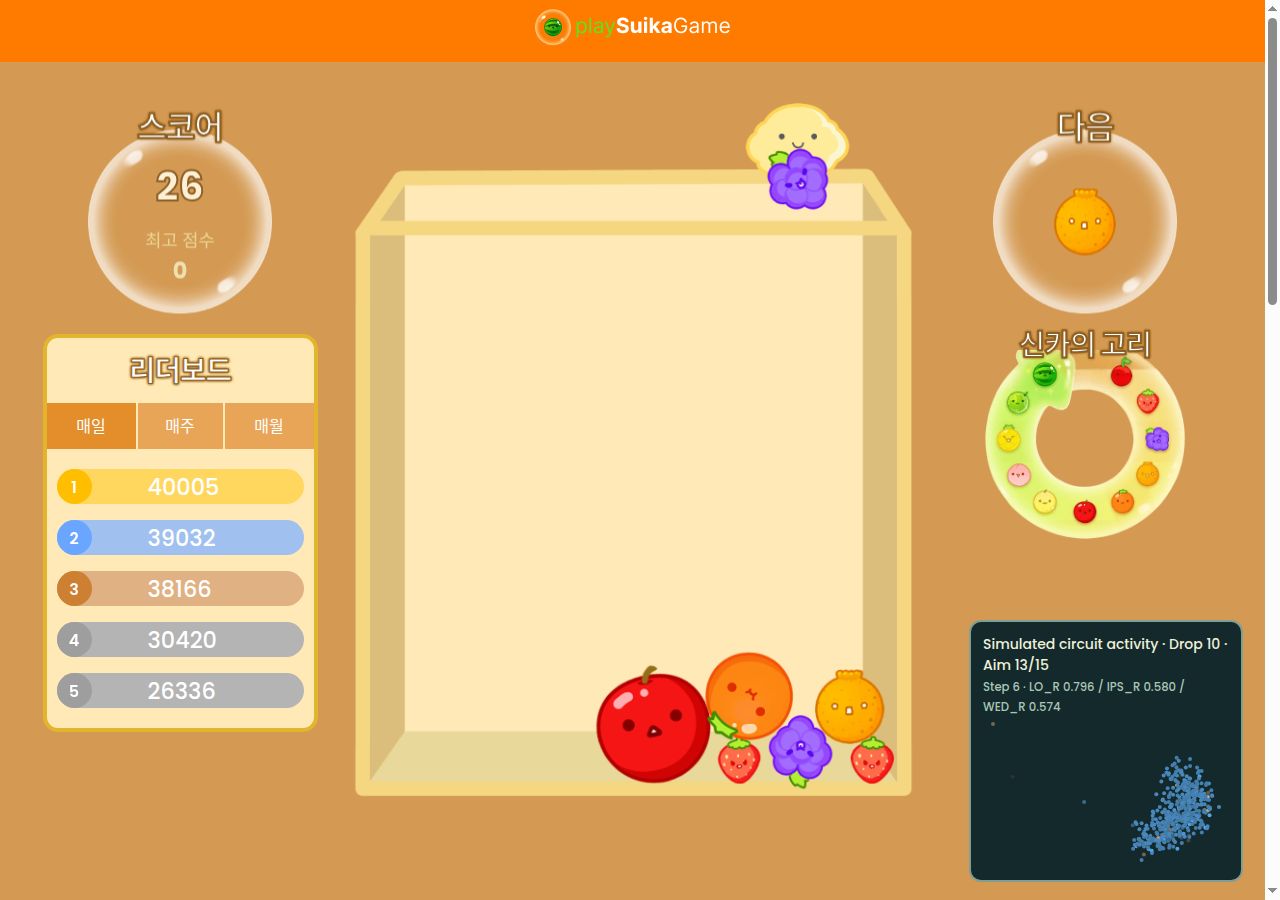 playSuikaGame
스코어
26
최고 점수
0
다음
신카의 고리
리더보드
매일 매주 매월
1 40005
2 39032
3 38166
4 30420
5 26336
Simulated circuit activity · Drop 10 ·
Aim 13/15
Step 6 · LO_R 0.796 / IPS_R 0.580 /
WED_R 0.574